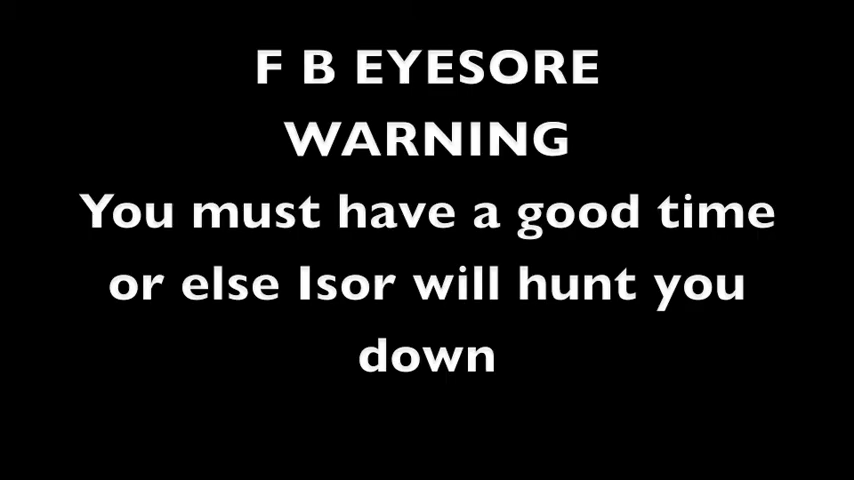 F B EYESORE
WARNING
You must have a good time
or else Isor will hunt you
down